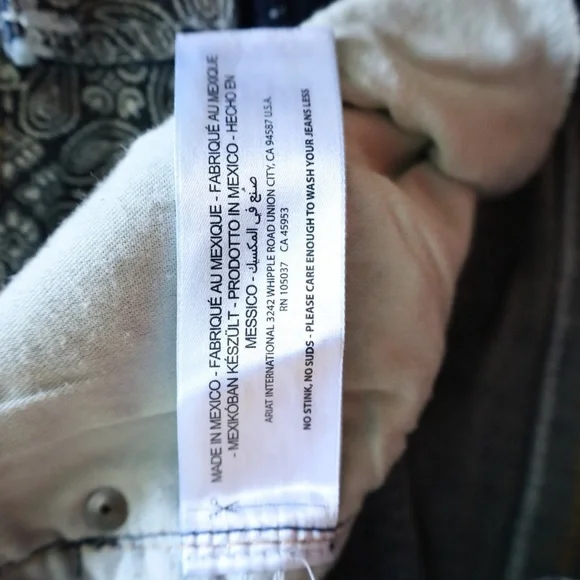 MADE IN MEXICO - FABRIQUÉ AU MEXIQUE - FABRIQUÉ AU MEXIQUE
- MEXIKÓBAN KÉSZÜLT - PRODOTTO IN MEXICO - HECHO EN
MESSICO - صنع في المكسيك
ARIAT INTERNATIONAL 3242 WHIPPLE ROAD UNION CITY, CA 94587 U.S.A.
RN 105037 CA 45953
NO STINK, NO SUDS - PLEASE CARE ENOUGH TO WASH YOUR JEANS LESS